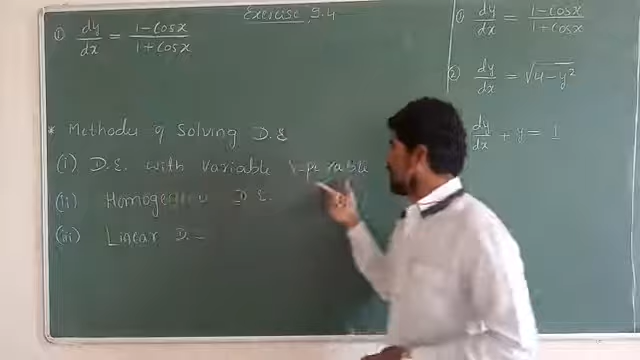 Exercise 9.4
① dy/dx = 1-Cosx/1+Cosx
* Methods of Solving D.E
(i) D.E. with Variable
(ii) Homogeneous D.E.
(iii) Linear D.
① dy/dx = 1-Cosx/1+Cosx
② dy/dx = √4-y²
dy/dx + y = 1